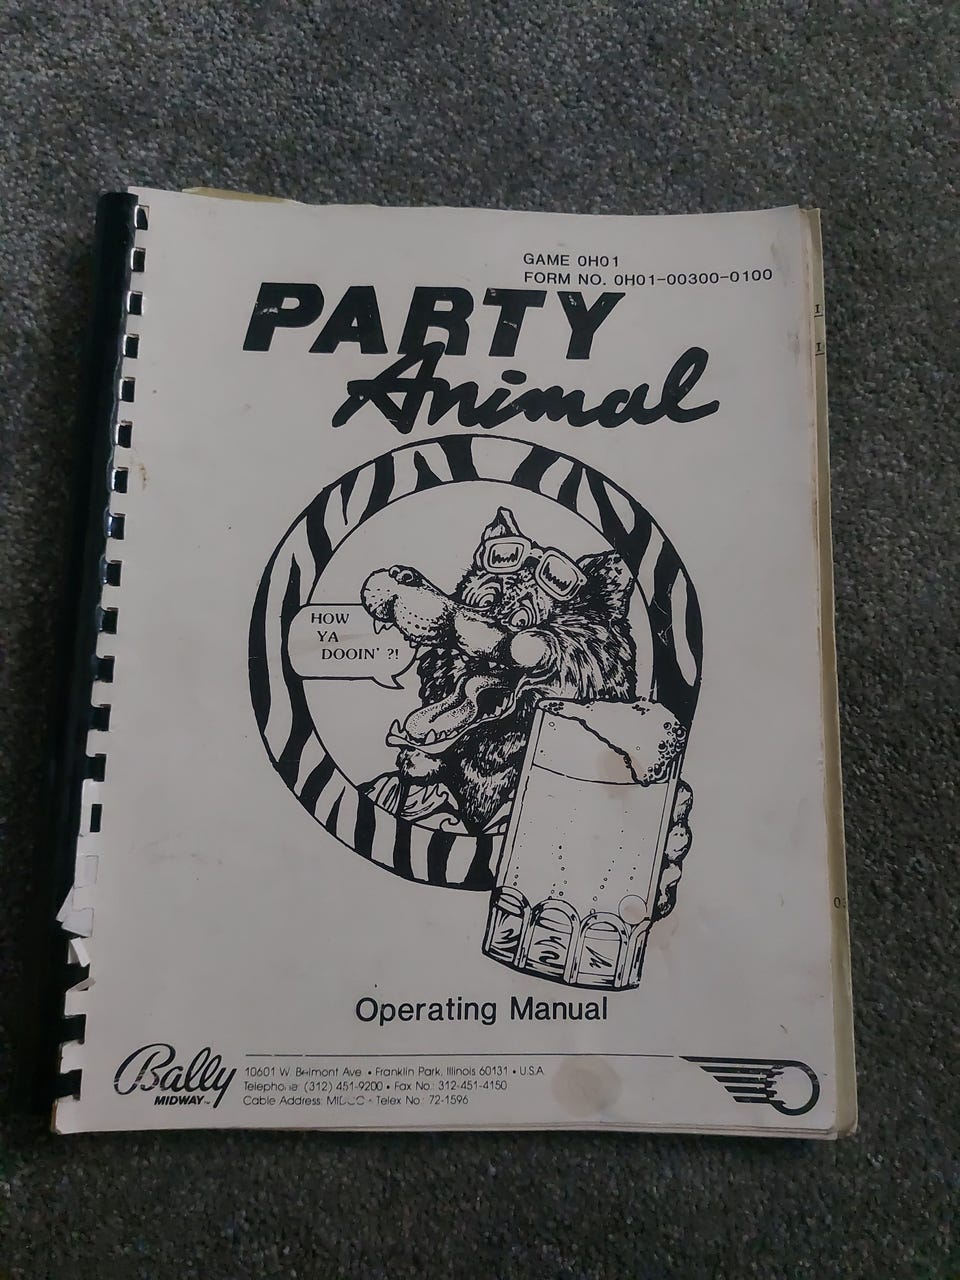 GAME 0H01
FORM NO. 0H01-00300-0100
PARTY
Animal
HOW
YA
DOOIN' ?!
Operating Manual
Bally
MIDWAY™
10601 W. Belmont Ave. • Franklin Park, Illinois 60131 • U.S.A.
Telephone: (312) 451-9200 • Fax No.: 312-451-4150
Cable Address: MIDCO • Telex No.: 72-1596